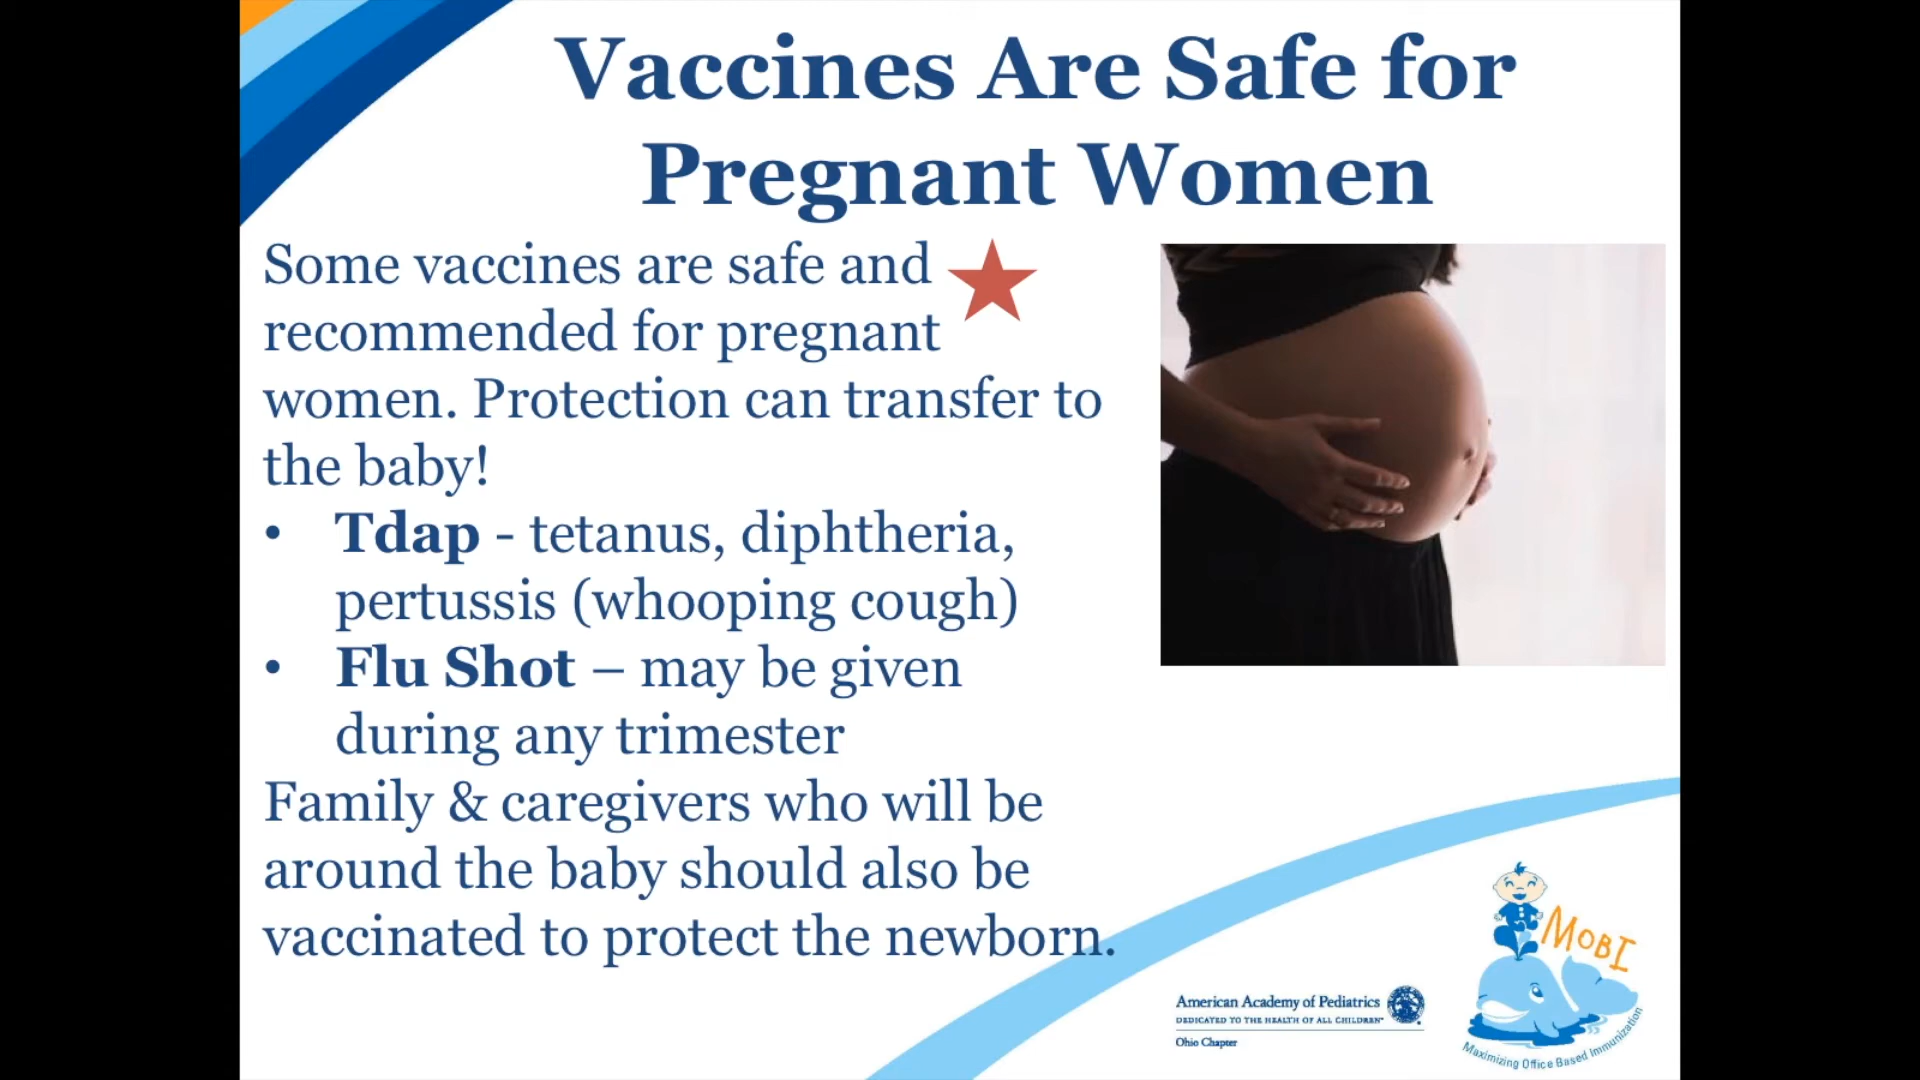 Vaccines Are Safe for
Pregnant Women
Some vaccines are safe and
recommended for pregnant
women. Protection can transfer to
the baby!
• Tdap - tetanus, diphtheria,
pertussis (whooping cough)
• Flu Shot – may be given
during any trimester
Family & caregivers who will be
around the baby should also be
vaccinated to protect the newborn.
American Academy of Pediatrics
DEDICATED TO THE HEALTH OF ALL CHILDREN™
Ohio Chapter
MOBI
Maximizing Office Based Immunization